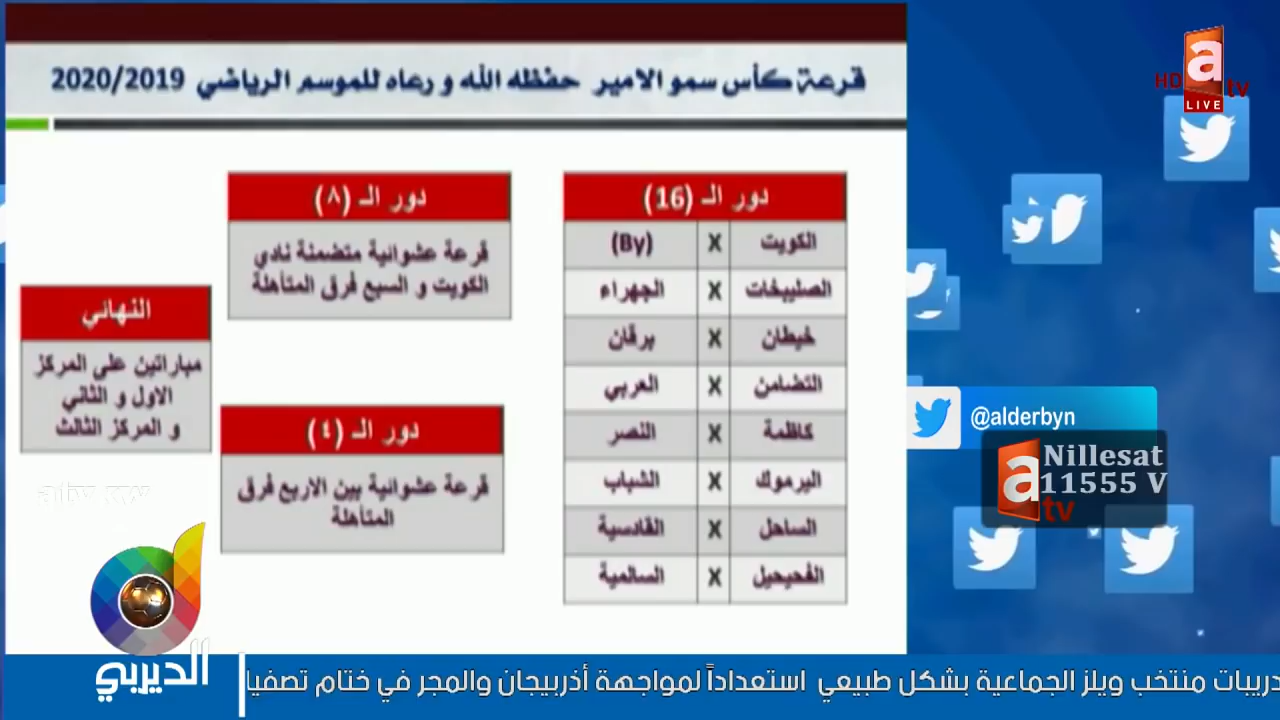 قرعة كأس سمو الامير حفظه الله و رعاه للموسم الرياضي 2020/2019
HD
a
tv
LIVE
دور الـ (16)
الكويت X (By)
الصليبخات X الجهراء
خيطان X برقان
التضامن X العربي
كاظمة X النصر
اليرموك X الشباب
الساحل X القادسية
الفحيحيل X السالمية
دور الـ (٨)
قرعة عشوائية متضمنة نادي
الكويت و السبع فرق المتأهلة
دور الـ (٤)
قرعة عشوائية بين الاربع فرق
المتأهلة
النهائي
مباراتين على المركز
الاول و الثاني
و المركز الثالث
@alderbyn
a
tv
Nillesat
11555 V
الديربي
دريبات منتخب ويلز الجماعية بشكل طبيعي استعداداً لمواجهة أذربيجان والمجر في ختام تصفيا